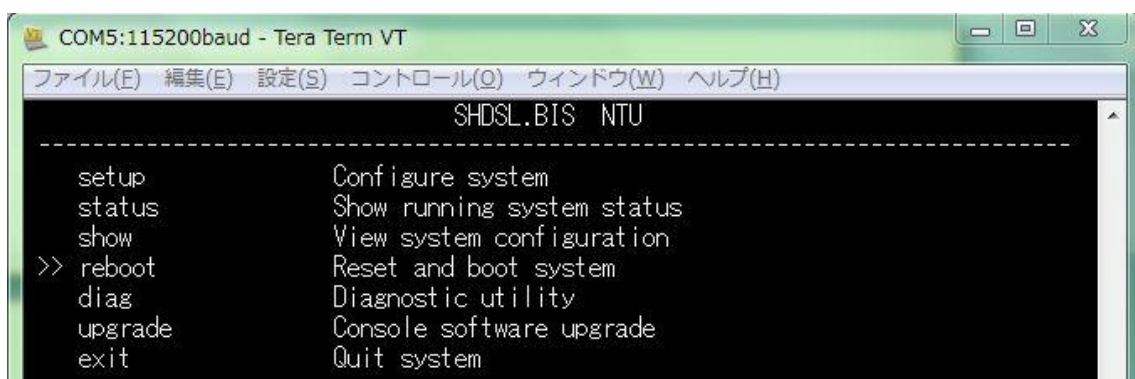 COM5:115200baud - Tera Term VT
ファイル(F) 編集(E) 設定(S) コントロール(O) ウィンドウ(W) ヘルプ(H)
SHDSL.BIS NTU
--------------------------------------------------------------------------------
setup Configure system
status Show running system status
show View system configuration
>> reboot Reset and boot system
diag Diagnostic utility
upgrade Console software upgrade
exit Quit system